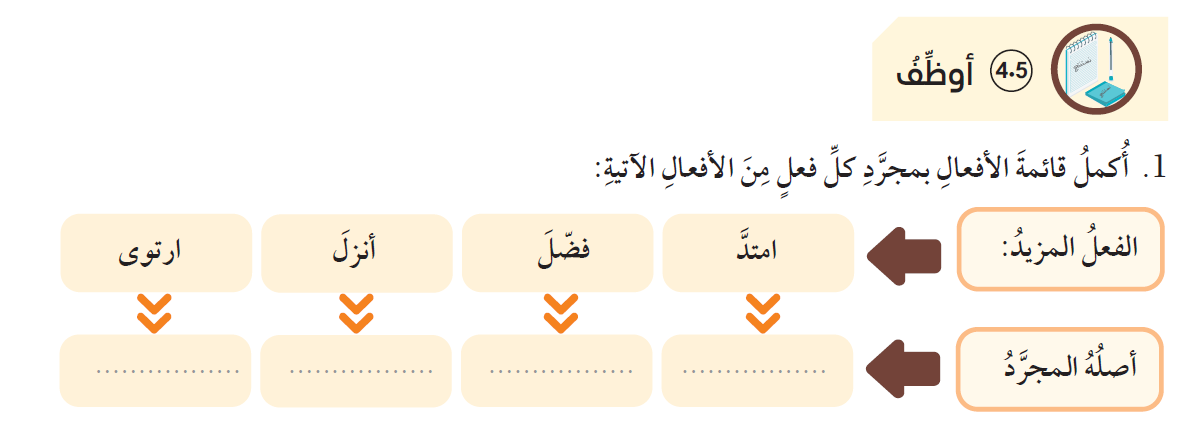 4.5 أوظِّفُ
1. أُكملُ قائمةَ الأفعالِ بمجرَّدِ كلِّ فعلٍ مِنَ الأفعالِ الآتيةِ:
الفعلُ المزيدُ: امتدَّ فضّلَ أنزلَ ارتوى
أصلُهُ المجرَّدُ ................ ................ ................ ................